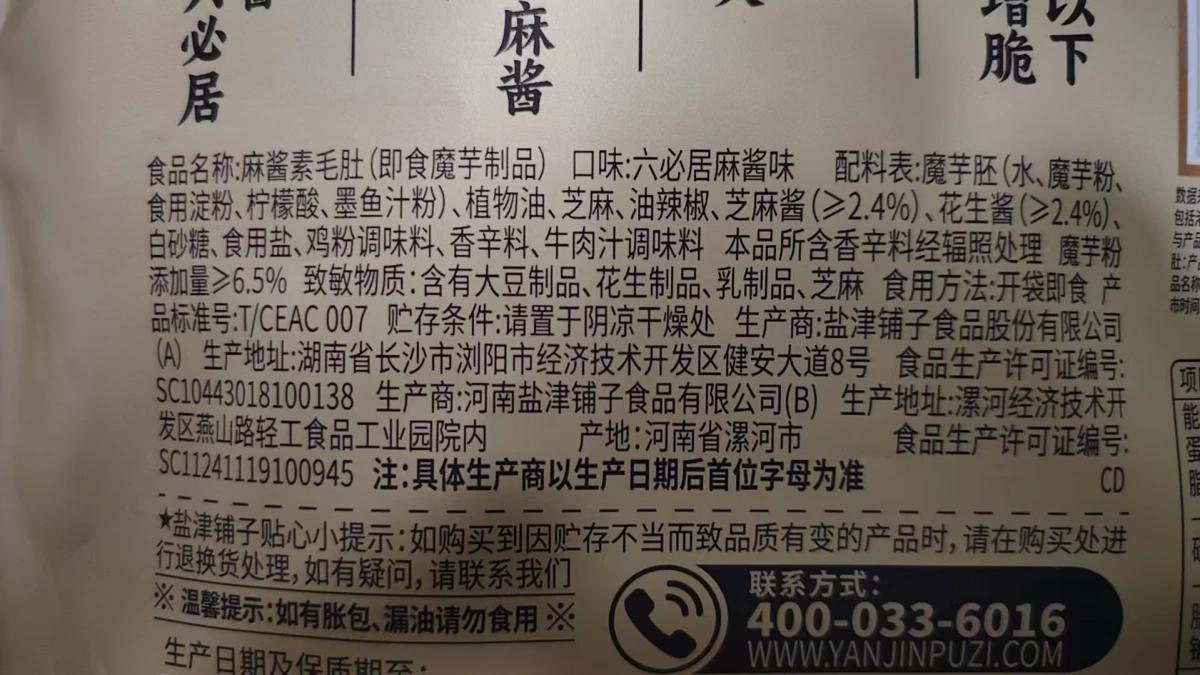 必居
麻酱
增脆
以下
食品名称:麻酱素毛肚(即食魔芋制品) 口味:六必居麻酱味 配料表:魔芋胚(水、魔芋粉、
食用淀粉、柠檬酸、墨鱼汁粉)、植物油、芝麻、油辣椒、芝麻酱(≥2.4%)、花生酱(≥2.4%)、
白砂糖、食用盐、鸡粉调味料、香辛料、牛肉汁调味料 本品所含香辛料经辐照处理 魔芋粉
添加量≥6.5% 致敏物质:含有大豆制品、花生制品、乳制品、芝麻 食用方法:开袋即食 产
品标准号:T/CEAC 007 贮存条件:请置于阴凉干燥处 生产商:盐津铺子食品股份有限公司
(A) 生产地址:湖南省长沙市浏阳市经济技术开发区健安大道8号 食品生产许可证编号:
SC10443018100138 生产商:河南盐津铺子食品有限公司(B) 生产地址:漯河经济技术开
发区燕山路轻工食品工业园院内 产地:河南省漯河市 食品生产许可证编号:
SC11241119100945 注:具体生产商以生产日期后首位字母为准 CD
★盐津铺子贴心小提示:如购买到因贮存不当而致品质有变的产品时,请在购买处进
行退换货处理,如有疑问,请联系我们
※ 温馨提示:如有胀包、漏油请勿食用 ※
联系方式:
400-033-6016
WWW.YANJINPUZI.COM
生产日期及保质期至: